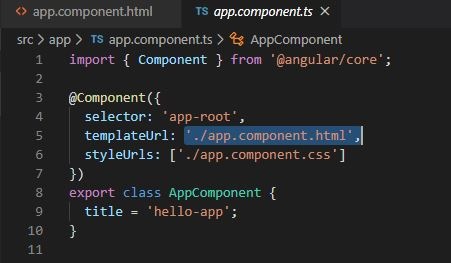 <> app.component.html TS app.component.ts ×
src > app > TS app.component.ts > AppComponent
1 import { Component } from '@angular/core';
2
3 @Component({
4   selector: 'app-root',
5   templateUrl: './app.component.html',
6   styleUrls: ['./app.component.css']
7 })
8 export class AppComponent {
9   title = 'hello-app';
10 }
11